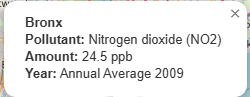 Bronx
Pollutant: Nitrogen dioxide (NO2)
Amount: 24.5 ppb
Year: Annual Average 2009